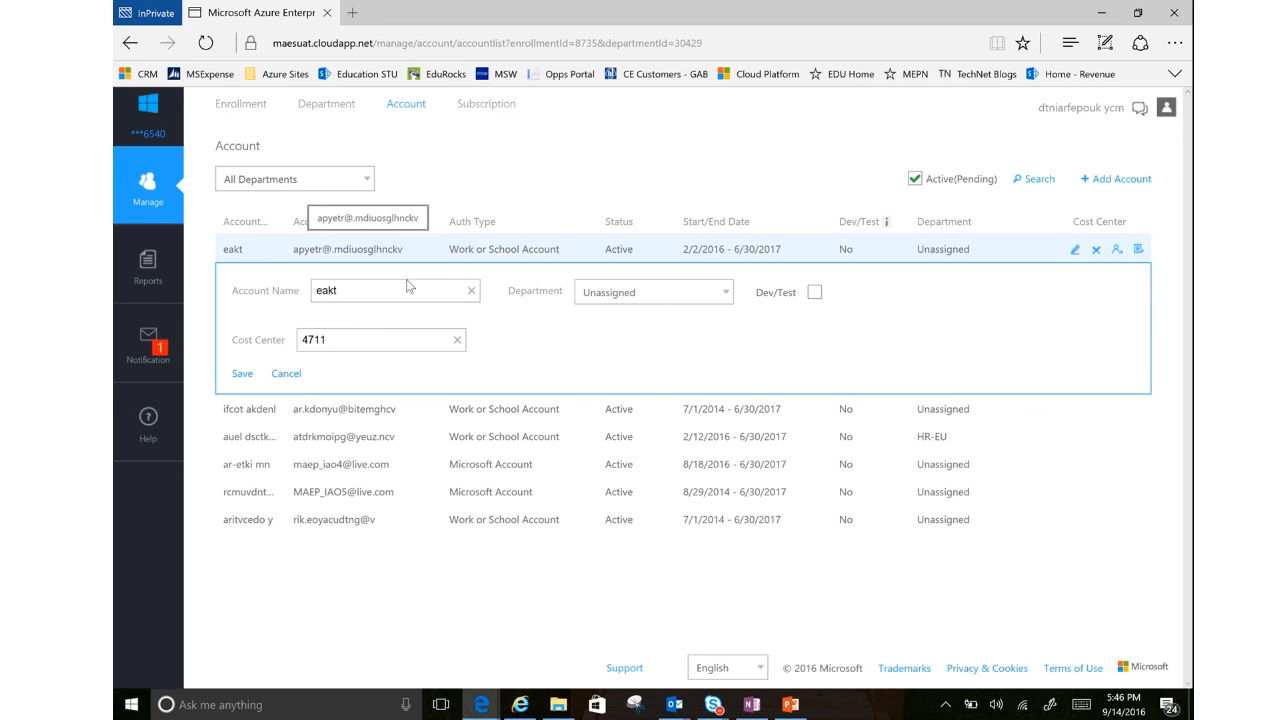 InPrivate
Microsoft Azure Enterpr
maesuat.cloudapp.net/manage/account/accountlist?enrollmentId=8735&departmentId=30429
CRM MSExpense Azure Sites Education STU EduRocks MSW Opps Portal CE Customers - GAB Cloud Platform EDU Home MEPN TN TechNet Blogs Home - Revenue
Enrollment Department Account Subscription
dtniarfepouk ycm
***6540
Account
All Departments
Active(Pending) Search + Add Account
Manage
apyetr@.mdiuosglhnckv
Account... Acc Auth Type Status Start/End Date Dev/Test i Department Cost Center
eakt apyetr@.mdiuosglhnckv Work or School Account Active 2/2/2016 - 6/30/2017 No Unassigned
Account Name eakt Department Unassigned Dev/Test
Reports
Cost Center 4711
1
Notification
Save Cancel
ifcot akdenl ar.kdonyu@bitemghcv Work or School Account Active 7/1/2014 - 6/30/2017 No Unassigned
auel dsctk... atdrkmoipg@yeuz.ncv Work or School Account Active 2/12/2016 - 6/30/2017 No HR-EU
Help
ar-etki mn maep_iao4@live.com Microsoft Account Active 8/18/2016 - 6/30/2017 No Unassigned
rcmuvdnt... MAEP_IAO5@live.com Microsoft Account Active 8/29/2014 - 6/30/2017 No Unassigned
aritvcedo y rik.eoyacudtng@v Work or School Account Active 7/1/2014 - 6/30/2017 No Unassigned
Support English © 2016 Microsoft Trademarks Privacy & Cookies Terms of Use Microsoft
Ask me anything
5:46 PM
9/14/2016
24